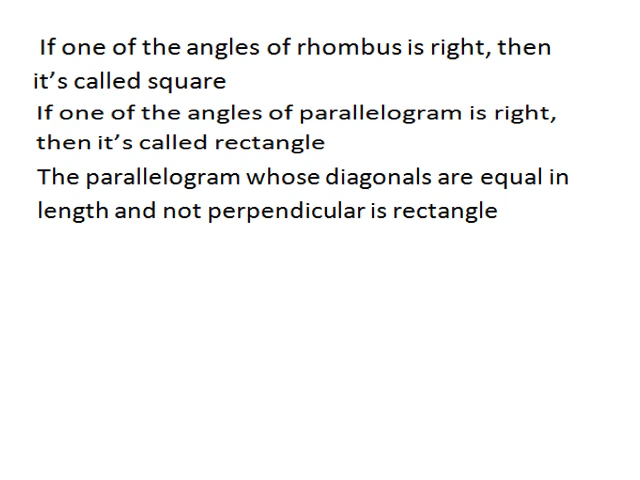 If one of the angles of rhombus is right, then
it’s called square
If one of the angles of parallelogram is right,
then it’s called rectangle
The parallelogram whose diagonals are equal in
length and not perpendicular is rectangle